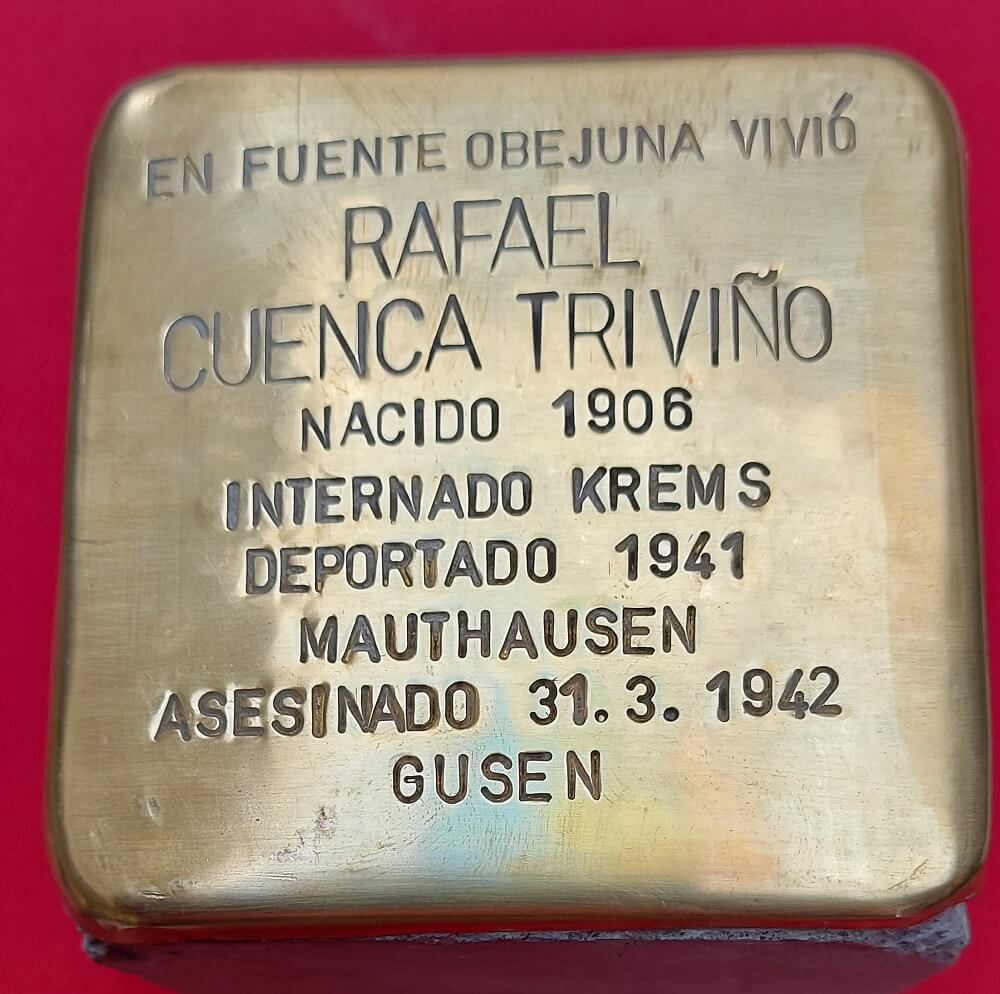 EN FUENTE OBEJUNA VIVIÓ
RAFAEL
CUENCA TRIVIÑO
NACIDO 1906
INTERNADO KREMS
DEPORTADO 1941
MAUTHAUSEN
ASESINADO 31.3.1942
GUSEN